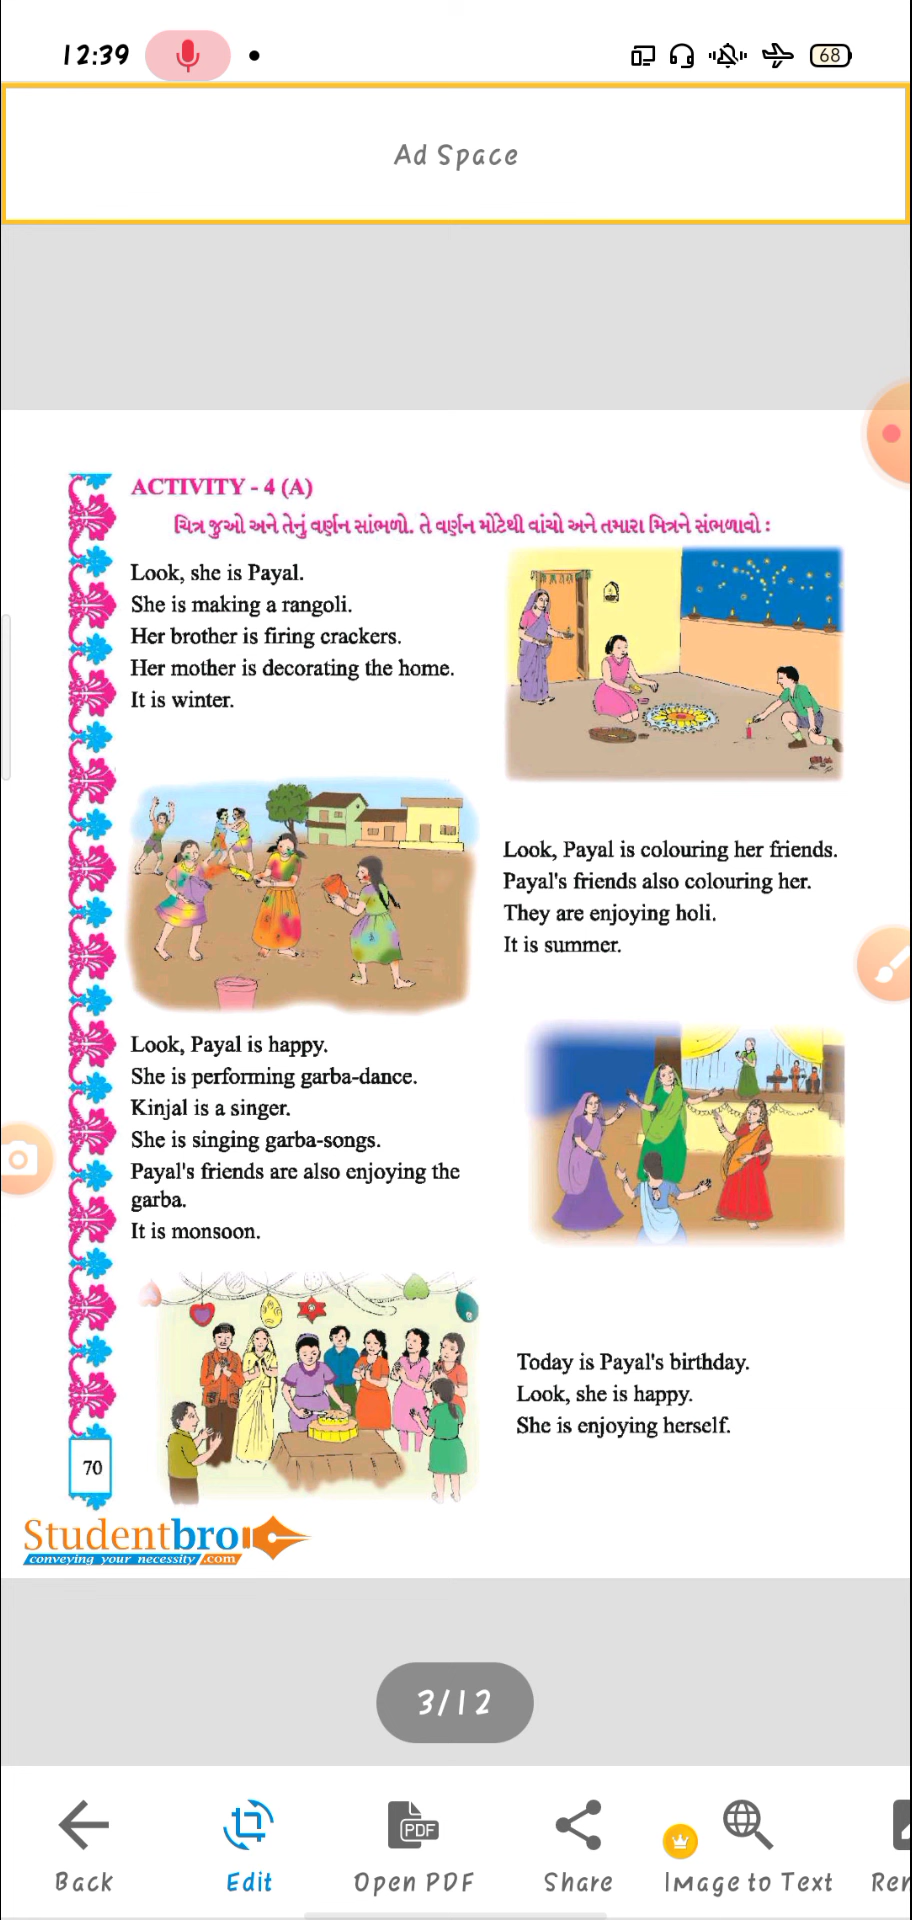 12:39
68
Ad Space
ACTIVITY - 4 (A)
ચિત્ર જુઓ અને તેનું વર્ણન સાંભળો. તે વર્ણન મોટેથી વાંચો અને તમારા મિત્રને સંભળાવો :
Look, she is Payal.
She is making a rangoli.
Her brother is firing crackers.
Her mother is decorating the home.
It is winter.
Look, Payal is colouring her friends.
Payal's friends also colouring her.
They are enjoying holi.
It is summer.
Look, Payal is happy.
She is performing garba-dance.
Kinjal is a singer.
She is singing garba-songs.
Payal's friends are also enjoying the
garba.
It is monsoon.
Today is Payal's birthday.
Look, she is happy.
She is enjoying herself.
70
Studentbro
conveying your necessity .com
3/12
PDF
Back
Edit
Open PDF
Share
Image to Text
Rer